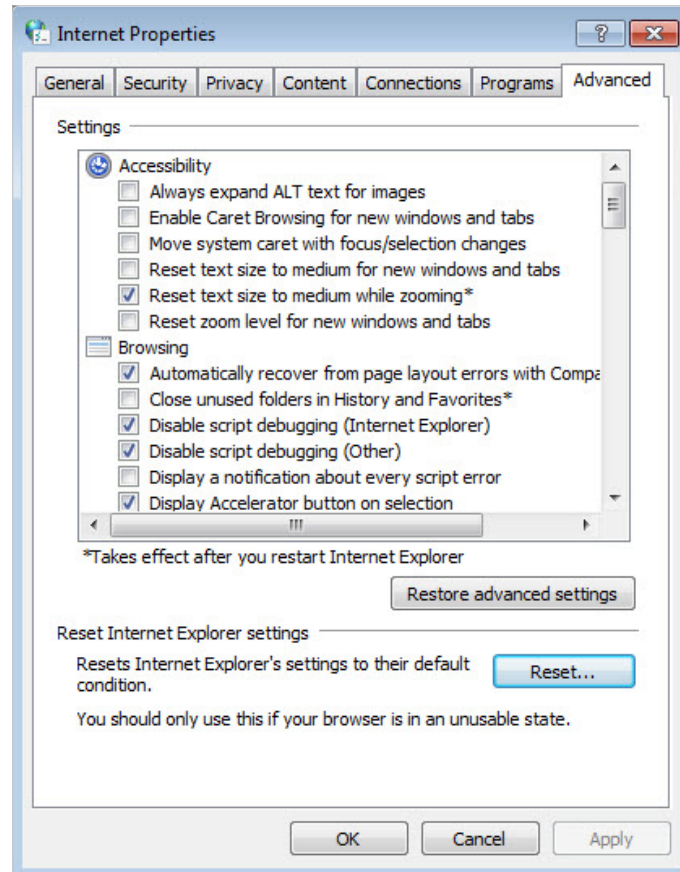 Internet Properties
General Security Privacy Content Connections Programs Advanced
Settings
Accessibility
Always expand ALT text for images
Enable Caret Browsing for new windows and tabs
Move system caret with focus/selection changes
Reset text size to medium for new windows and tabs
Reset text size to medium while zooming*
Reset zoom level for new windows and tabs
Browsing
Automatically recover from page layout errors with Compa
Close unused folders in History and Favorites*
Disable script debugging (Internet Explorer)
Disable script debugging (Other)
Display a notification about every script error
Display Accelerator button on selection
*Takes effect after you restart Internet Explorer
Restore advanced settings
Reset Internet Explorer settings
Resets Internet Explorer's settings to their default
condition.
Reset...
You should only use this if your browser is in an unusable state.
OK Cancel Apply